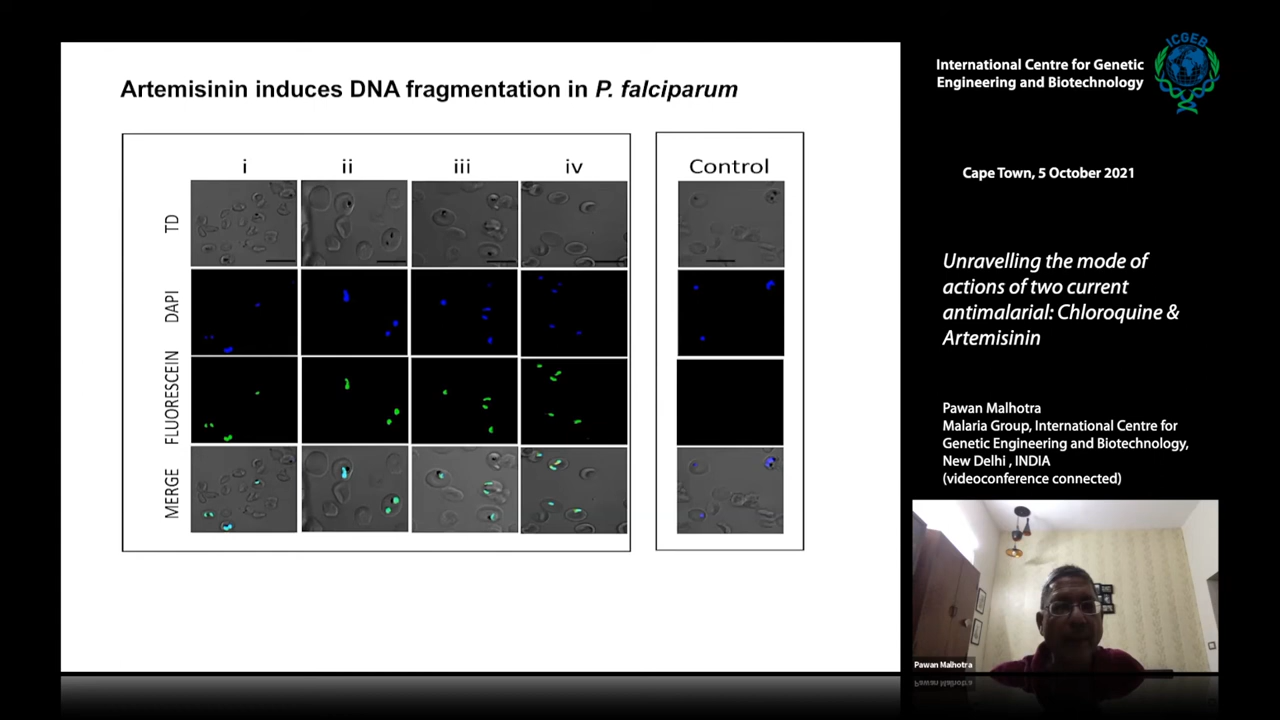 Artemisinin induces DNA fragmentation in P. falciparum
i ii iii iv Control
TD
DAPI
FLUORESCEIN
MERGE
ICGEB
International Centre for Genetic
Engineering and Biotechnology
Cape Town, 5 October 2021
Unravelling the mode of
actions of two current
antimalarial: Chloroquine &
Artemisinin
Pawan Malhotra
Malaria Group, International Centre for
Genetic Engineering and Biotechnology,
New Delhi , INDIA
(videoconference connected)
Pawan Malhotra